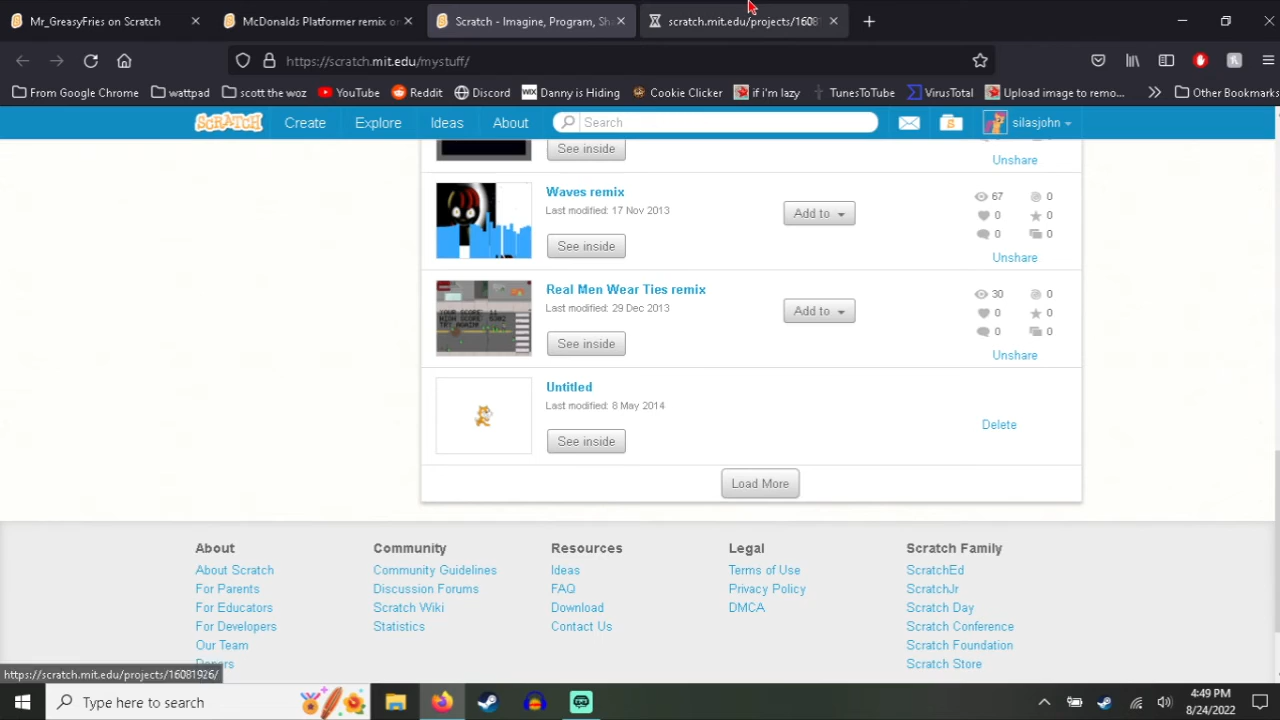 Mr_GreasyFries on Scratch
McDonalds Platformer remix o
Scratch - Imagine, Program, Sh
scratch.mit.edu/projects/1608
https://scratch.mit.edu/mystuff/
From Google Chrome
wattpad
scott the woz
YouTube
Reddit
Discord
WIX Danny is Hiding
Cookie Clicker
if i'm lazy
TunesToTube
VirusTotal
Upload image to remo...
Other Bookmarks
SCRATCH
Create
Explore
Ideas
About
Search
silasjohn
See inside
Unshare
Waves remix
Last modified: 17 Nov 2013
Add to
See inside
67 0
0 0
0 0
Unshare
Real Men Wear Ties remix
Last modified: 29 Dec 2013
Add to
See inside
30 0
0 0
0 0
Unshare
Untitled
Last modified: 8 May 2014
See inside
Delete
Load More
About
About Scratch
For Parents
For Educators
For Developers
Our Team
Donors
Community
Community Guidelines
Discussion Forums
Scratch Wiki
Statistics
Resources
Ideas
FAQ
Download
Contact Us
Legal
Terms of Use
Privacy Policy
DMCA
Scratch Family
ScratchEd
ScratchJr
Scratch Day
Scratch Conference
Scratch Foundation
Scratch Store
https://scratch.mit.edu/projects/16081926/
Type here to search
4:49 PM
8/24/2022